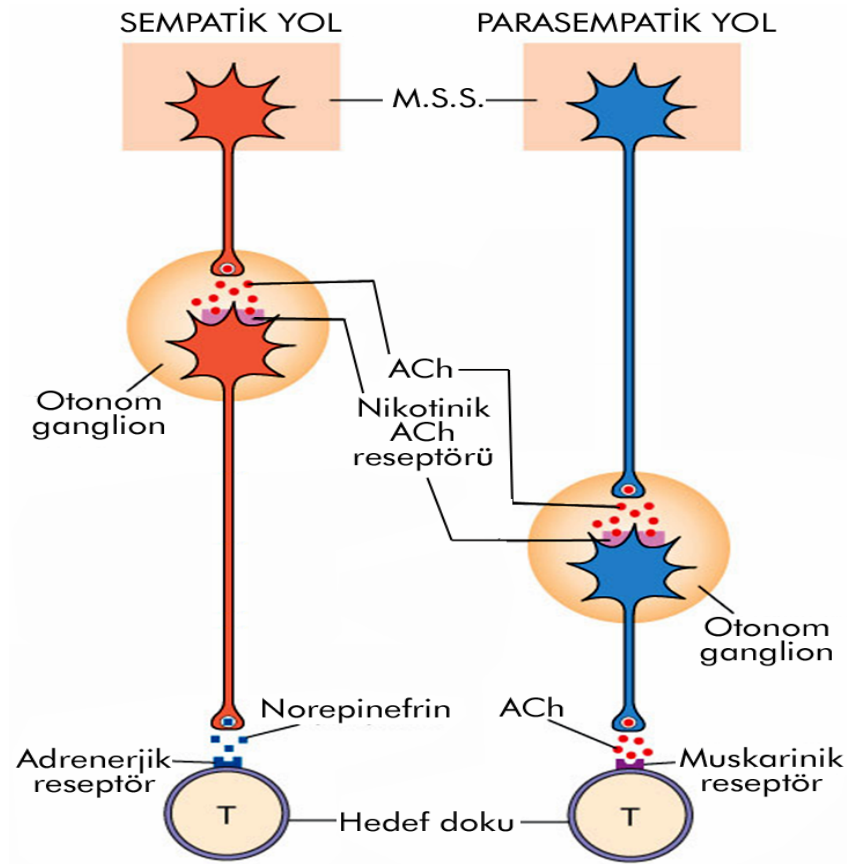 SEMPATİK YOL
PARASEMPATİK YOL
M.S.S.
ACh
Nikotinik
ACh
reseptörü
Otonom
ganglion
Otonom
ganglion
Norepinefrin
ACh
Adrenerjik
reseptör
Muskarinik
reseptör
T
T
Hedef doku